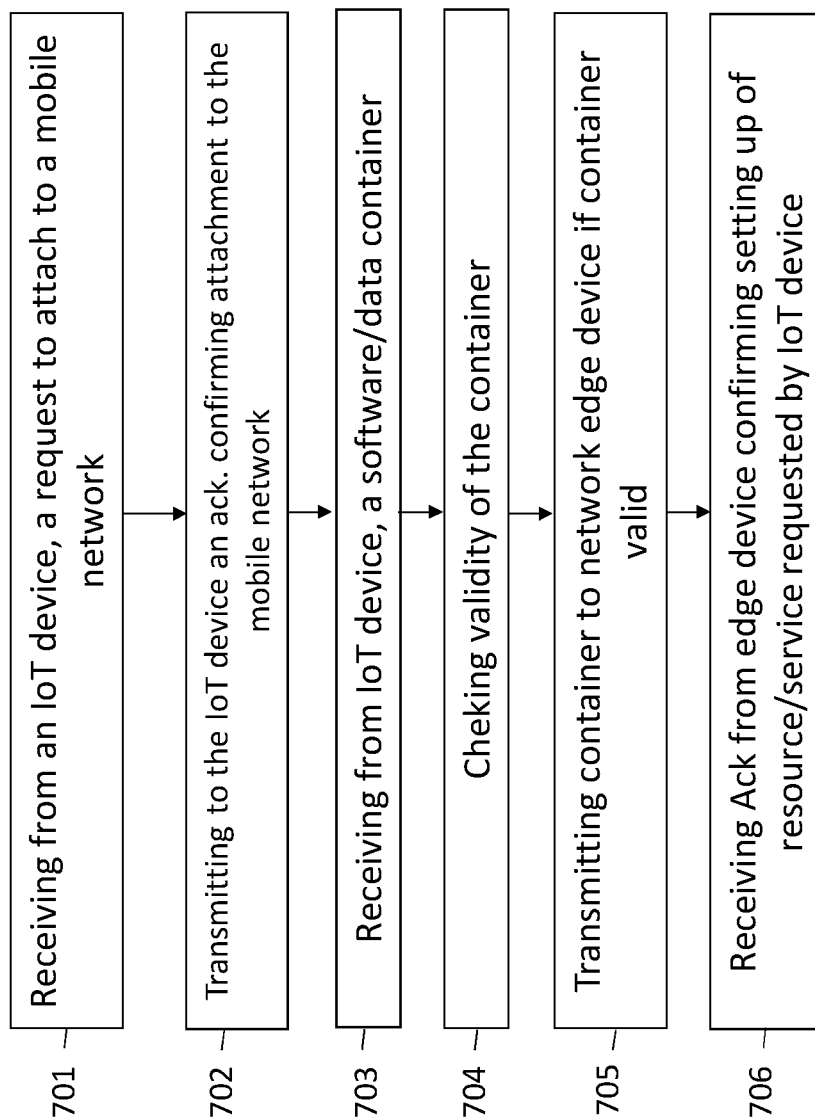 701
Receiving from an IoT device, a request to attach to a mobile
network
702
Transmitting to the IoT device an ack. confirming attachment to the
mobile network
703
Receiving from IoT device, a software/data container
704
Cheking validity of the container
705
Transmitting container to network edge device if container
valid
706
Receiving Ack from edge device confirming setting up of
resource/service requested by IoT device